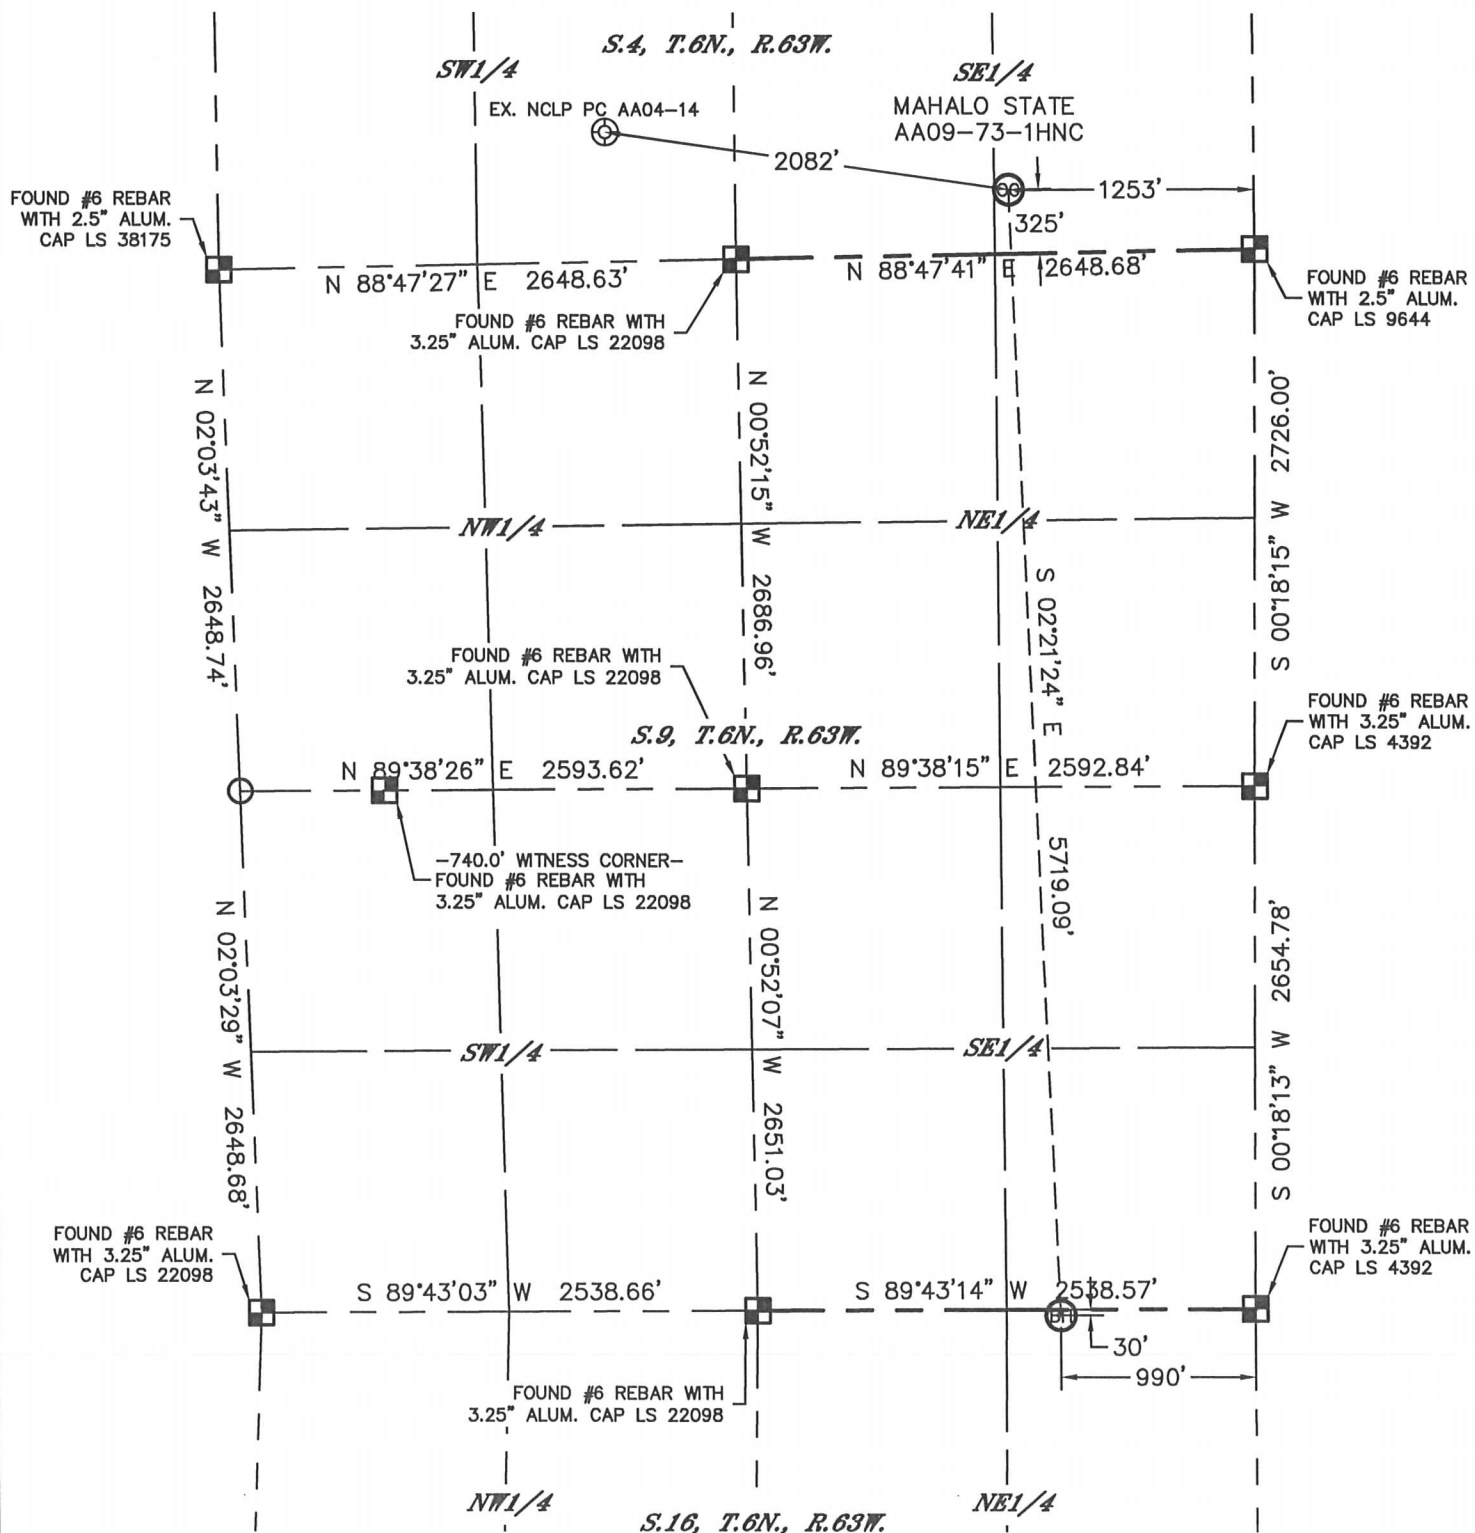 S.4, T.6N., R.63W.
SW1/4
SE1/4
EX. NCLP PC AA04-14
MAHALO STATE
AA09-73-1HNC
2082'
1253'
325'
FOUND #6 REBAR
WITH 2.5" ALUM.
CAP LS 38175
N 88°47'27" E 2648.63'
N 88°47'41" E 2648.68'
FOUND #6 REBAR
WITH 2.5" ALUM.
CAP LS 9644
FOUND #6 REBAR WITH
3.25" ALUM. CAP LS 22098
N 02°03'43" W 2648.74'
N 00°52'15" W 2686.96'
S 00°18'15" W 2726.00'
NW1/4
NE1/4
S 02°21'24" E 5719.09'
FOUND #6 REBAR WITH
3.25" ALUM. CAP LS 22098
S.9, T.6N., R.63W.
FOUND #6 REBAR
WITH 3.25" ALUM.
CAP LS 4392
N 89°38'26" E 2593.62'
N 89°38'15" E 2592.84'
-740.0' WITNESS CORNER-
FOUND #6 REBAR WITH
3.25" ALUM. CAP LS 22098
N 02°03'29" W 2648.68'
N 00°52'07" W 2651.03'
S 00°18'13" W 2654.78'
SW1/4
SE1/4
FOUND #6 REBAR
WITH 3.25" ALUM.
CAP LS 22098
S 89°43'03" W 2538.66'
S 89°43'14" W 2538.57'
FOUND #6 REBAR
WITH 3.25" ALUM.
CAP LS 4392
BH
30'
990'
FOUND #6 REBAR WITH
3.25" ALUM. CAP LS 22098
NW1/4
NE1/4
S.16, T.6N., R.63W.